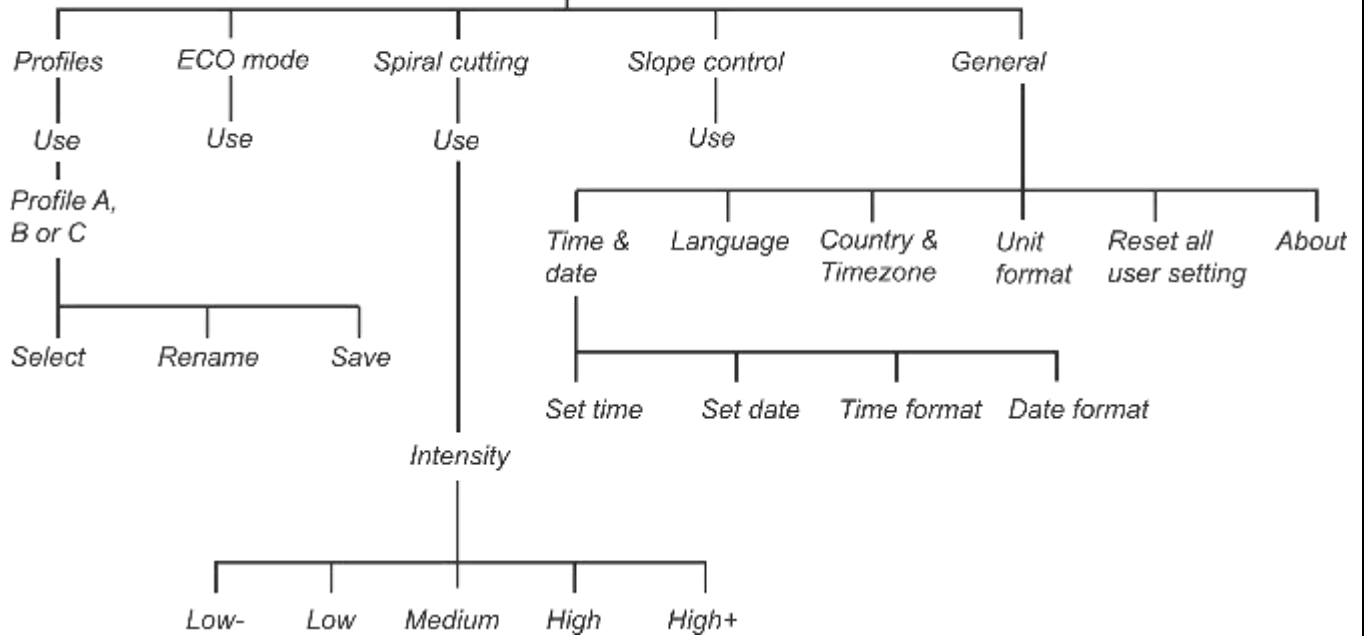 Profiles
ECO mode
Spiral cutting
Slope control
General
Use
Use
Use
Use
Profile A,
B or C
Time &
date
Language
Country &
Timezone
Unit
format
Reset all
user setting
About
Select
Rename
Save
Set time
Set date
Time format
Date format
Intensity
Low-
Low
Medium
High
High+